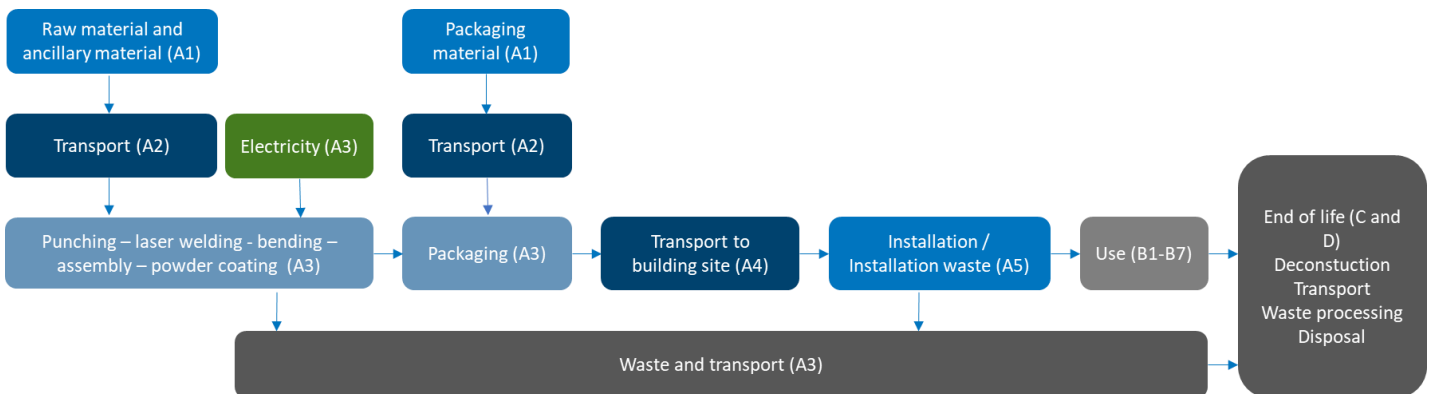 Raw material and
ancillary material (A1)
Packaging
material (A1)
Transport (A2)
Electricity (A3)
Transport (A2)
Punching – laser welding - bending –
assembly – powder coating  (A3)
Packaging (A3)
Transport to
building site (A4)
Installation /
Installation waste (A5)
Use (B1-B7)
End of life (C and
D)
Deconstuction
Transport
Waste processing
Disposal
Waste and transport (A3)